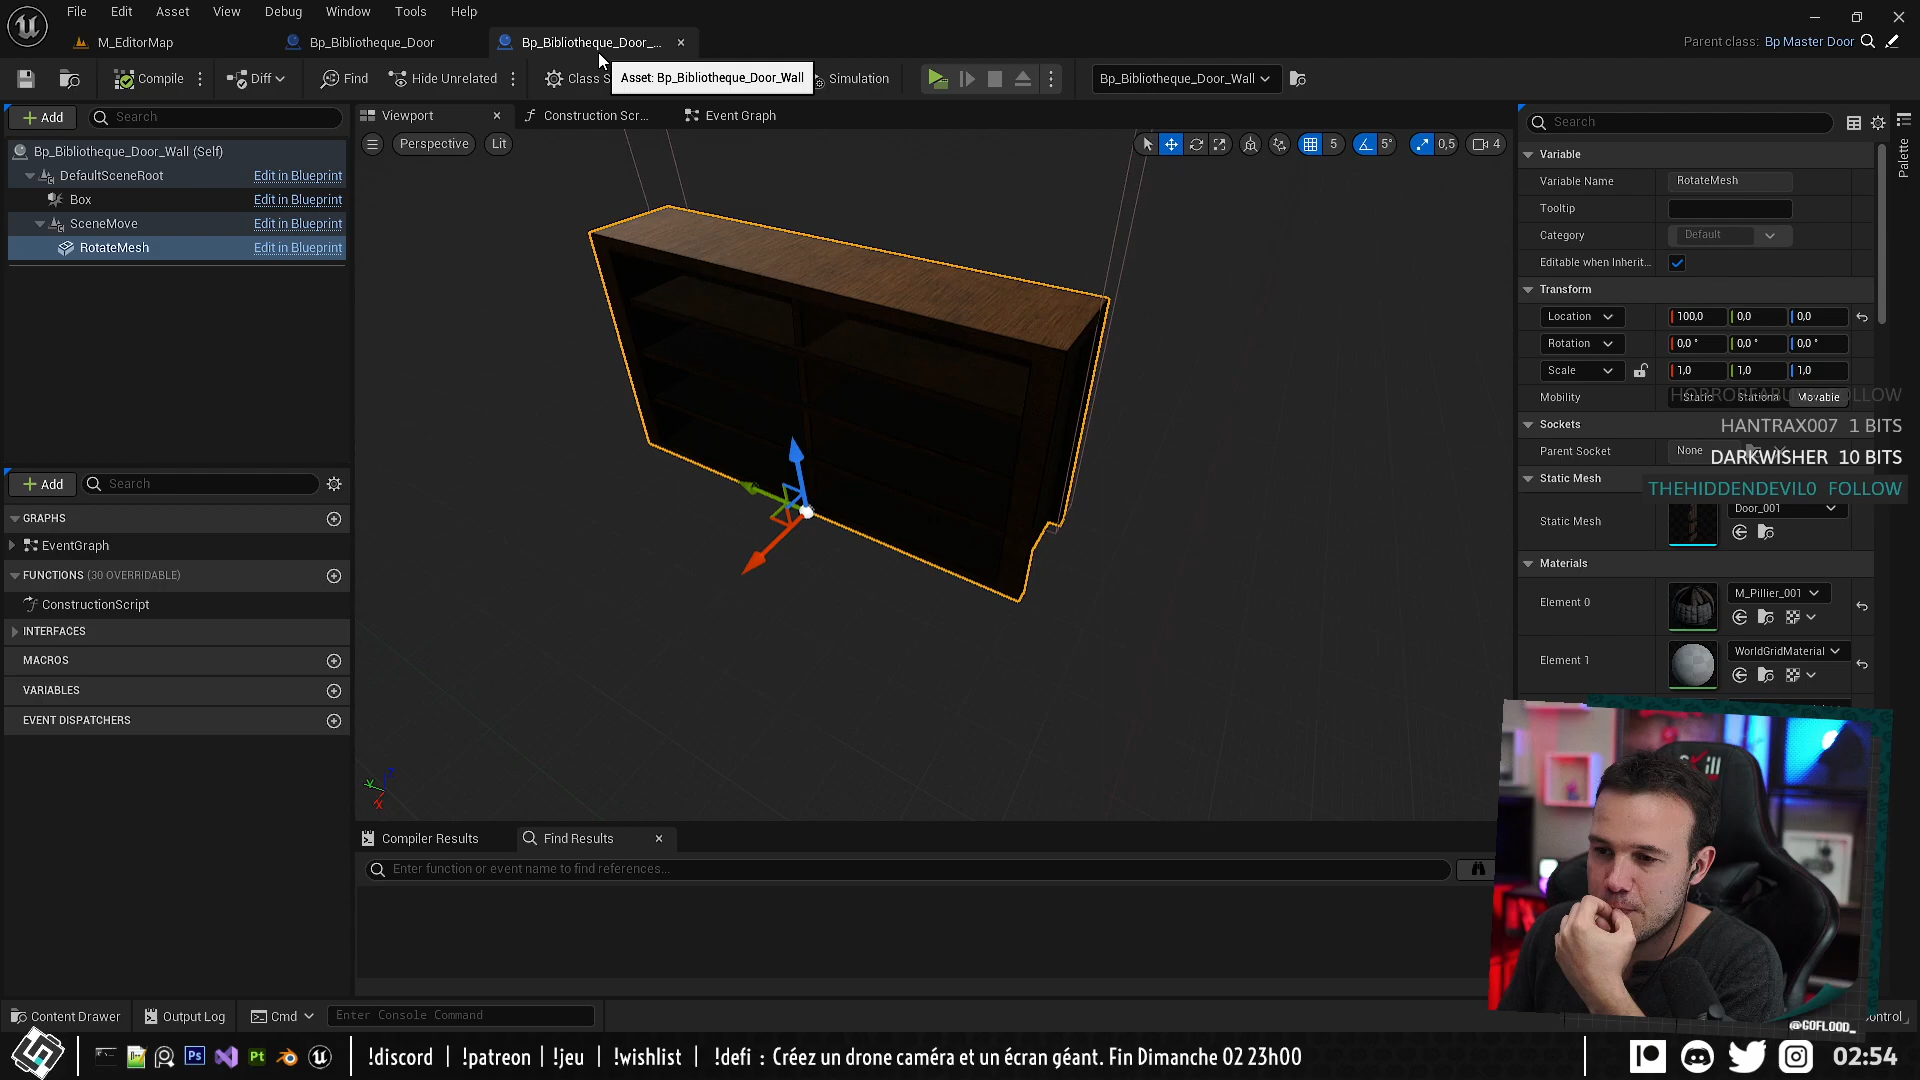 File Edit Asset View Debug Window Tools Help
M_EditorMap Bp_Bibliotheque_Door Bp_Bibliotheque_Door_... Parent class: Bp Master Door
Compile Diff Find Hide Unrelated Class S Asset: Bp_Bibliotheque_Door_Wall Simulation Bp_Bibliotheque_Door_Wall
Add Search Viewport Construction Scr... Event Graph Search Palette
Perspective Lit 5 5° 0,5 4
Bp_Bibliotheque_Door_Wall (Self)
DefaultSceneRoot Edit in Blueprint
Box Edit in Blueprint
SceneMove Edit in Blueprint
RotateMesh Edit in Blueprint
Variable
Variable Name RotateMesh
Tooltip
Category Default
Editable when Inherit...
Transform
Location 100,0 0,0 0,0
Rotation 0,0 ° 0,0 ° 0,0 °
Scale 1,0 1,0 1,0
Mobility Static Movable
FOLLOW
Sockets
HANTRAX007 1 BITS
Parent Socket None
DARKWISHER 10 BITS
Static Mesh
THEHIDDENDEVIL0 FOLLOW
Static Mesh Door_001
Materials
Element 0 M_Pillier_001
Element 1 WorldGridMaterial
Add Search
GRAPHS
EventGraph
FUNCTIONS (30 OVERRIDABLE)
ConstructionScript
INTERFACES
MACROS
VARIABLES
EVENT DISPATCHERS
Compiler Results Find Results
Enter function or event name to find references...
Skill
@GOFLOOD_
Content Drawer Output Log Cmd Enter Console Command ontrol
!discord | !patreon | !jeu | !wishlist | !defi : Créez un drone caméra et un écran géant. Fin Dimanche 02 23h00 02:54